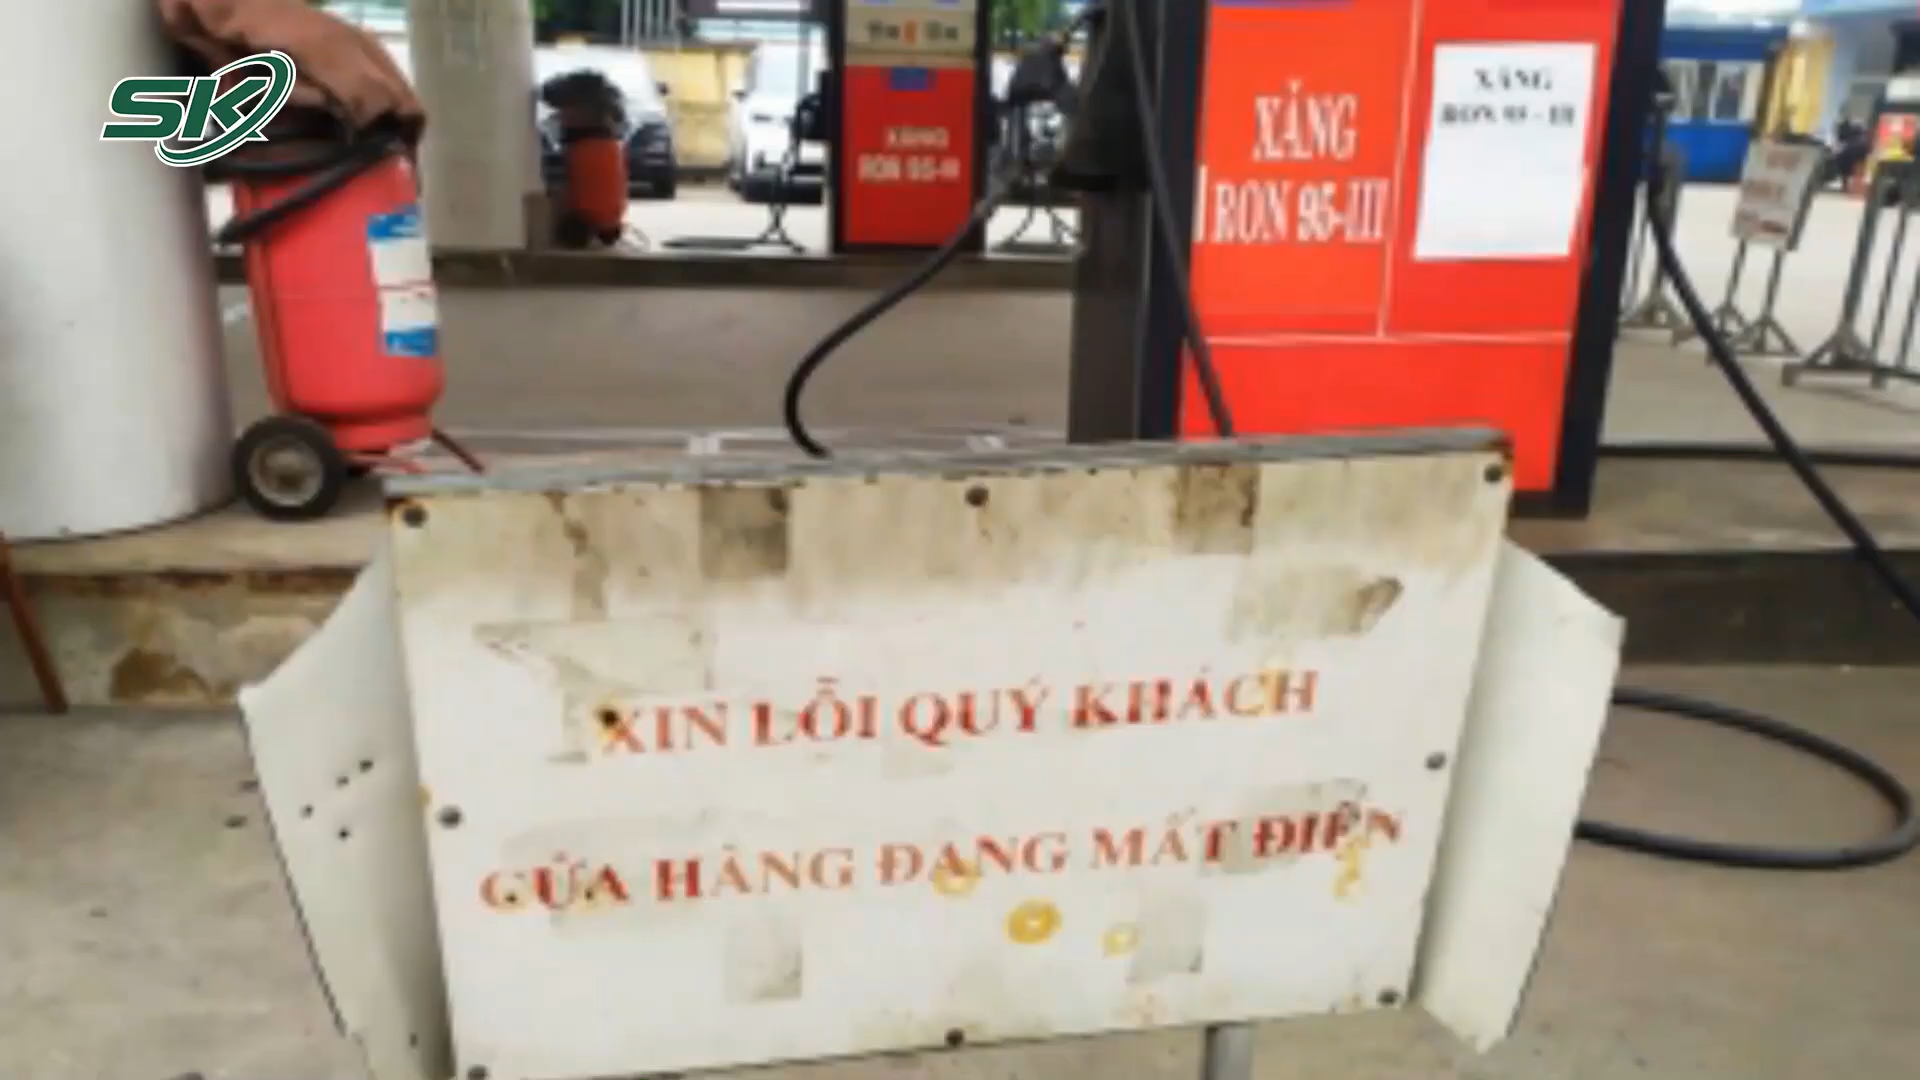 SK
XĂNG
RON 95-III
XĂNG
RON 95-III
XĂNG
RON 95 - III
XIN LỖI QUÝ KHÁCH
CỬA HÀNG ĐANG MẤT ĐIỆN